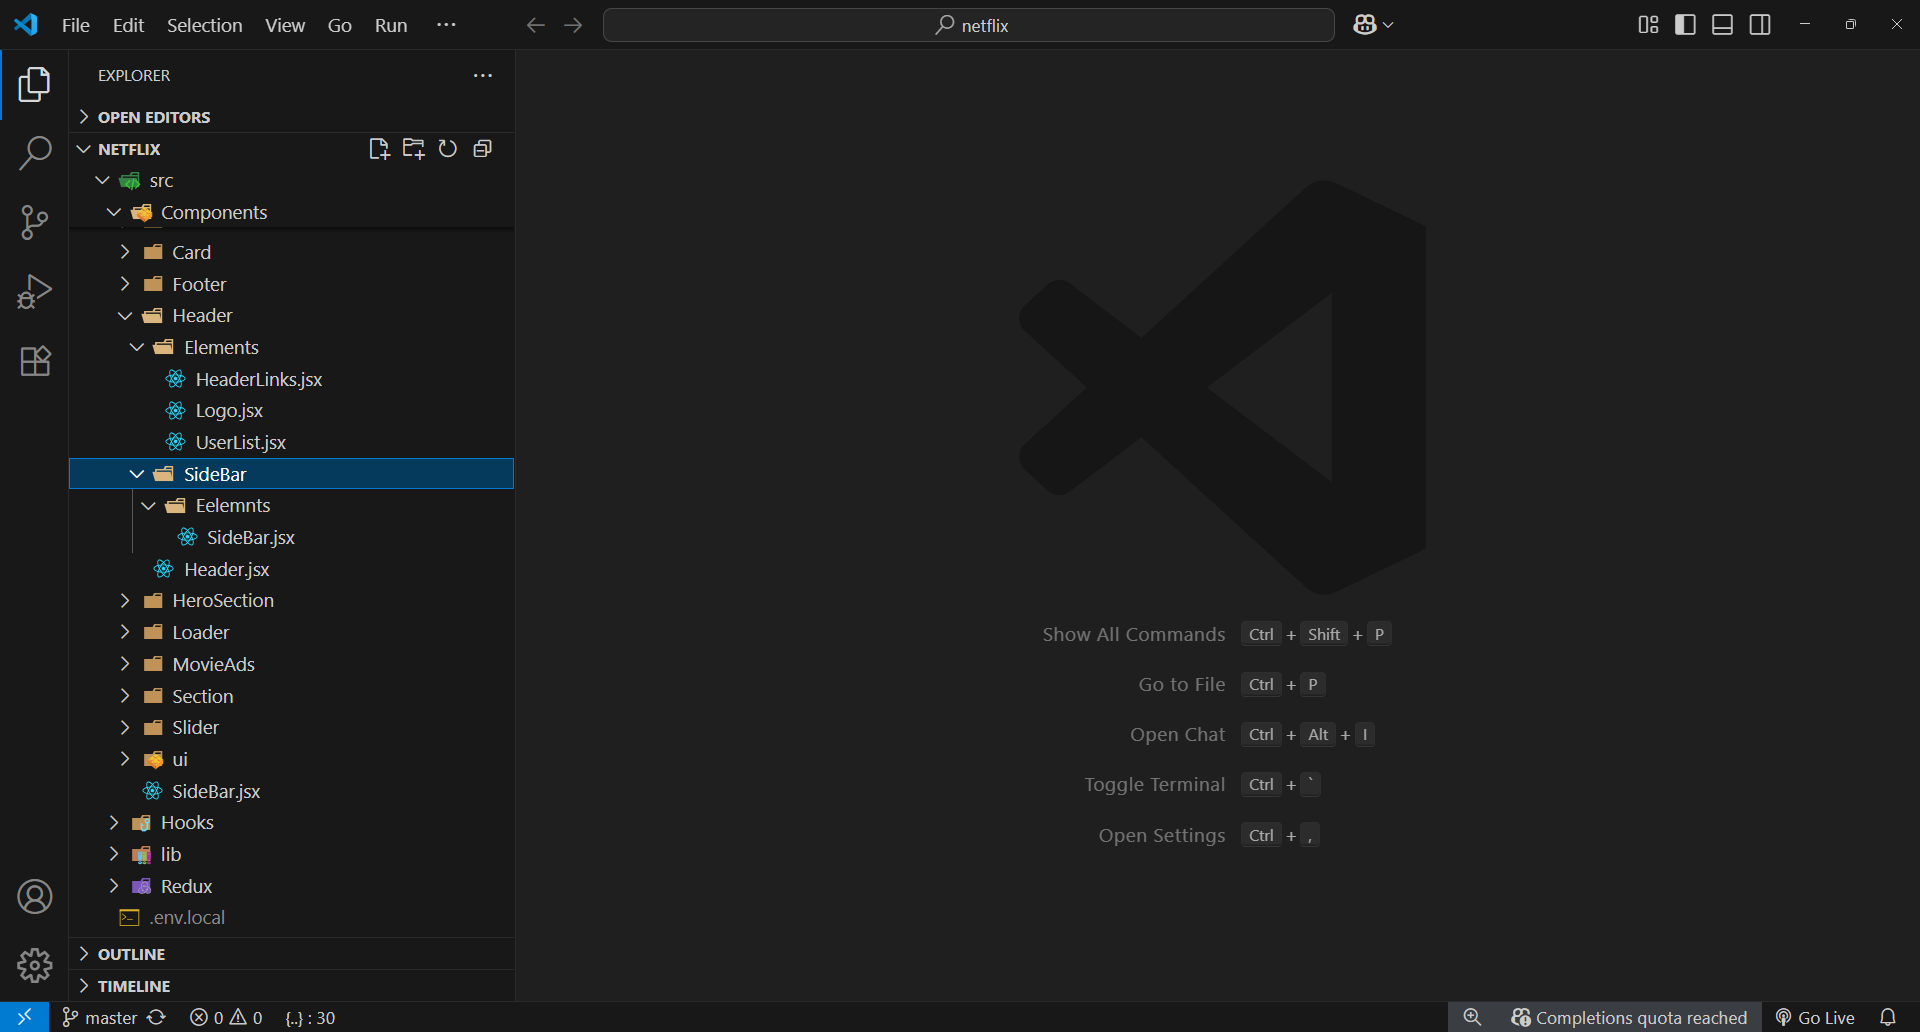 File Edit Selection View Go Run ···
netflix
EXPLORER
OPEN EDITORS
NETFLIX
src
Components
Card
Footer
Header
Elements
HeaderLinks.jsx
Logo.jsx
UserList.jsx
SideBar
Eelemnts
SideBar.jsx
Header.jsx
HeroSection
Loader
MovieAds
Section
Slider
ui
SideBar.jsx
Hooks
lib
Redux
.env.local
OUTLINE
TIMELINE
Show All Commands Ctrl + Shift + P
Go to File Ctrl + P
Open Chat Ctrl + Alt + I
Toggle Terminal Ctrl + `
Open Settings Ctrl + ,
master 0 0 {..} : 30 Completions quota reached Go Live